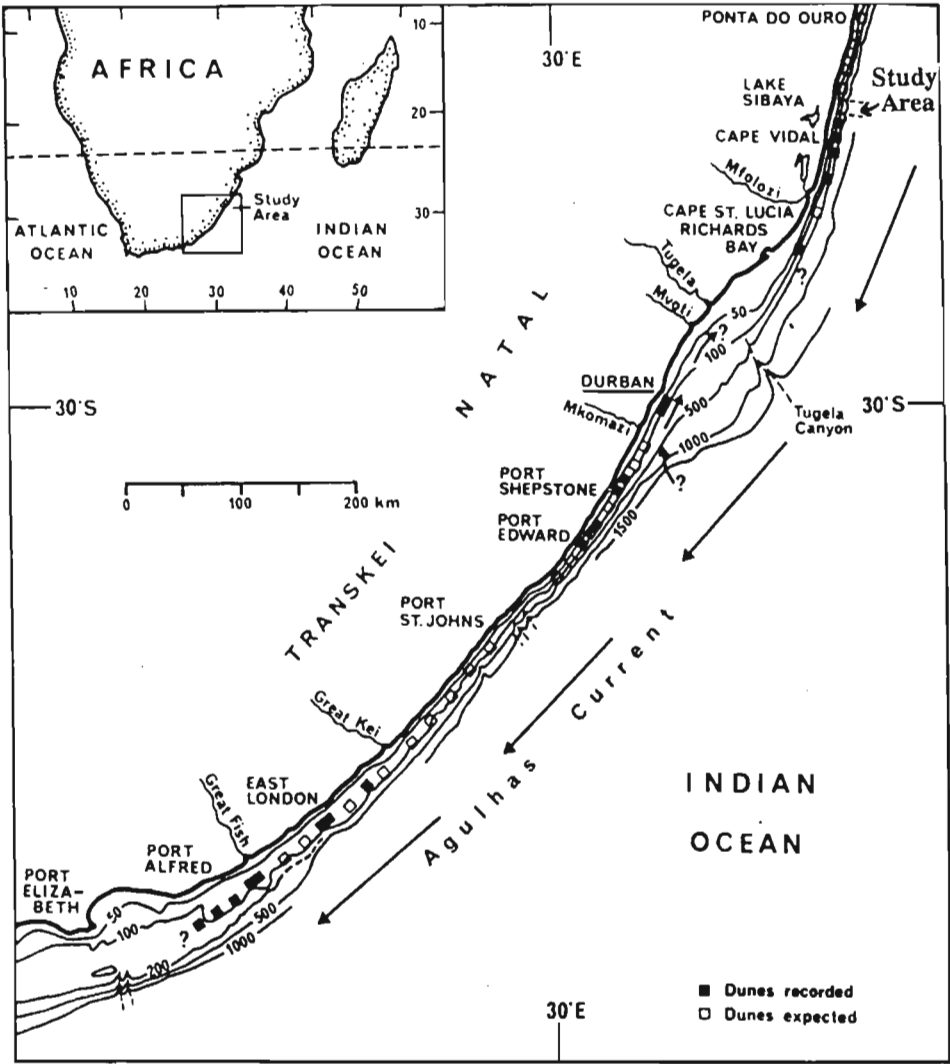 AFRICA
10
20
30
Study
Area
ATLANTIC
OCEAN
INDIAN
OCEAN
10
20
30
40
50
30°E
PONTA DO OURO
LAKE
SIBAYA
Study
Area
CAPE VIDAL
Mfolozi
CAPE ST. LUCIA
RICHARDS
BAY
Tugela
Mvoti
?
50
?
100
NATAL
DURBAN
Mkomazi
500
1000
Tugela
Canyon
30°S
30°S
0
100
200 km
PORT
SHEPSTONE
?
PORT
EDWARD
1500
TRANSKEI
PORT
ST. JOHNS
Agulhas Current
Great Kei
EAST
LONDON
Great Fish
PORT
ALFRED
PORT
ELIZA-
BETH
50
100
?
500
200
1000
INDIAN
OCEAN
Dunes recorded
Dunes expected
30°E